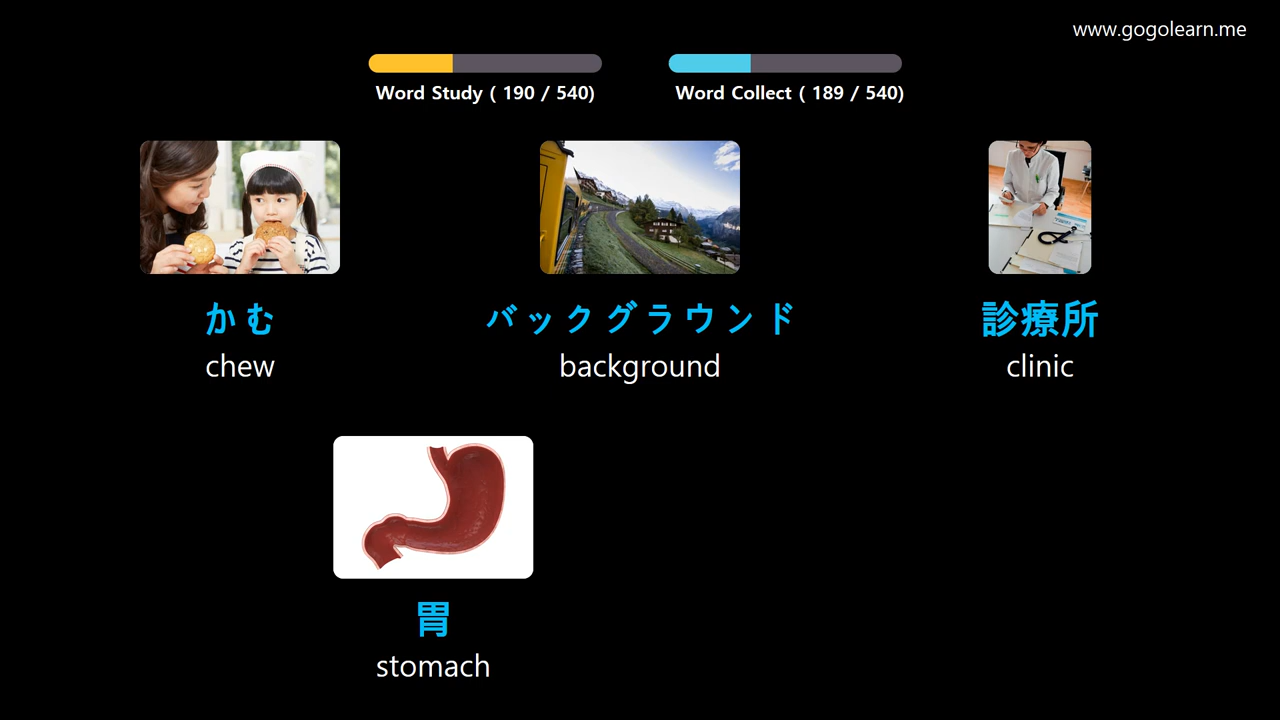 www.gogolearn.me
Word Study ( 190 / 540)
Word Collect ( 189 / 540)
かむ
chew
バックグラウンド
background
診療所
clinic
胃
stomach